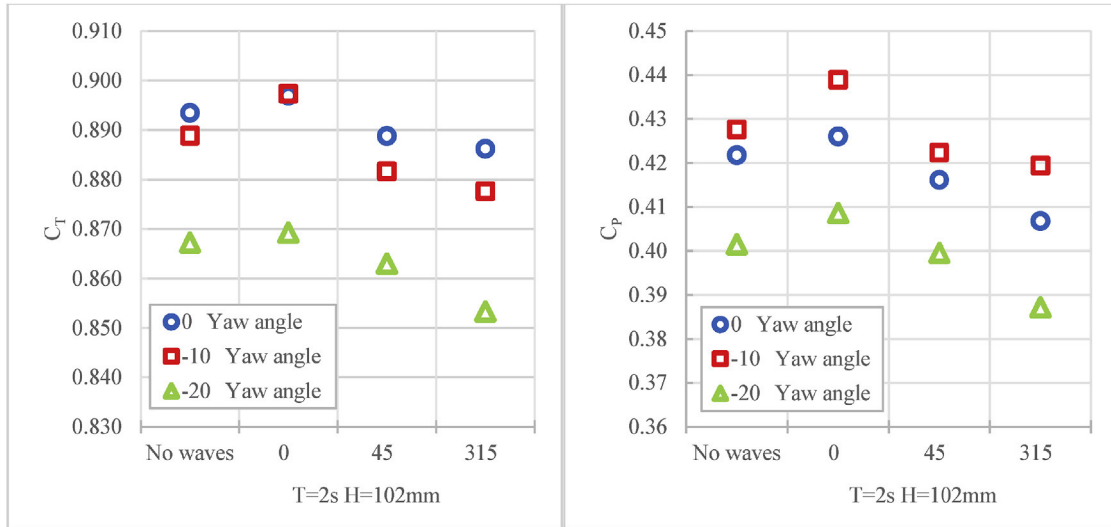 0.910
0.900
0.890
0.880
0.870
0.860
0.850
0.840
0.830
C_T
0 Yaw angle
-10 Yaw angle
-20 Yaw angle
No waves 0 45 315
T=2s H=102mm
0.45
0.44
0.43
0.42
0.41
0.40
0.39
0.38
0.37
0.36
C_P
0 Yaw angle
-10 Yaw angle
-20 Yaw angle
No waves 0 45 315
T=2s H=102mm